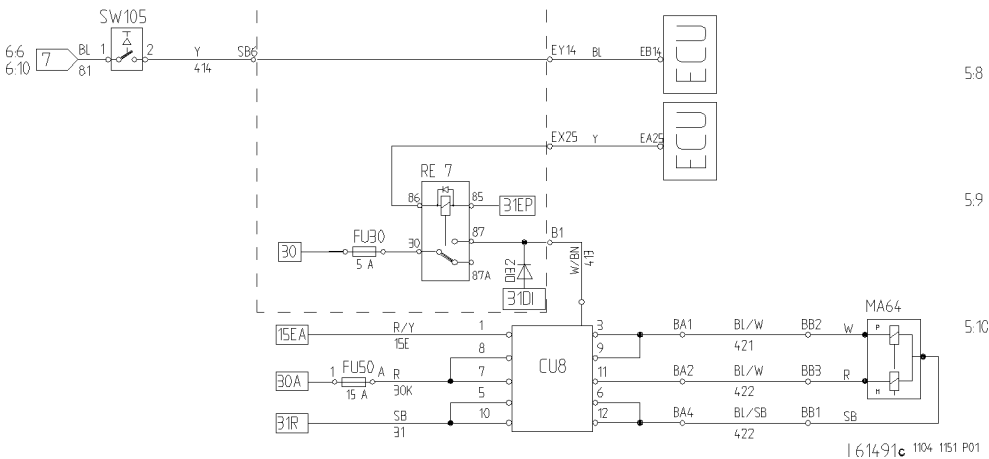 SW105
6:6
6:10
7
BL
81
1
2
Y
414
SB6
EY14
BL
EB14
ECU
5:8
EX25
Y
EA25
ECU
RE 7
86
85
31EP
5:9
87
B1
30
FU30
5 A
30
87A
DI32
31DI
W/BN
413
MA64
15EA
R/Y
15E
1
3
BA1
BL/W
421
BB2
W
P
5:10
8
9
CU8
30A
1
FU50
A
15 A
R
30K
7
11
BA2
BL/W
422
BB3
R
H
5
6
31R
SB
31
10
12
BA4
BL/SB
422
BB1
SB
L61491c 1104 1151 P01